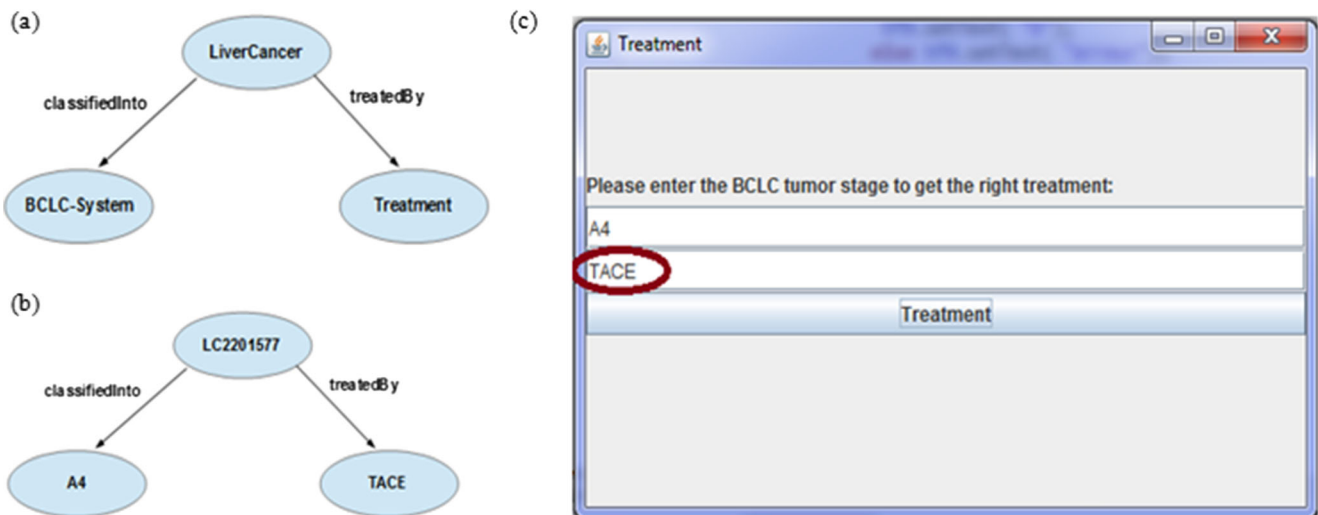 (a)
LiverCancer
classifiedInto
treatedBy
BCLC-System
Treatment
(b)
LC2201577
classifiedInto
treatedBy
A4
TACE
(c)
Treatment
Please enter the BCLC tumor stage to get the right treatment:
A4
TACE
Treatment